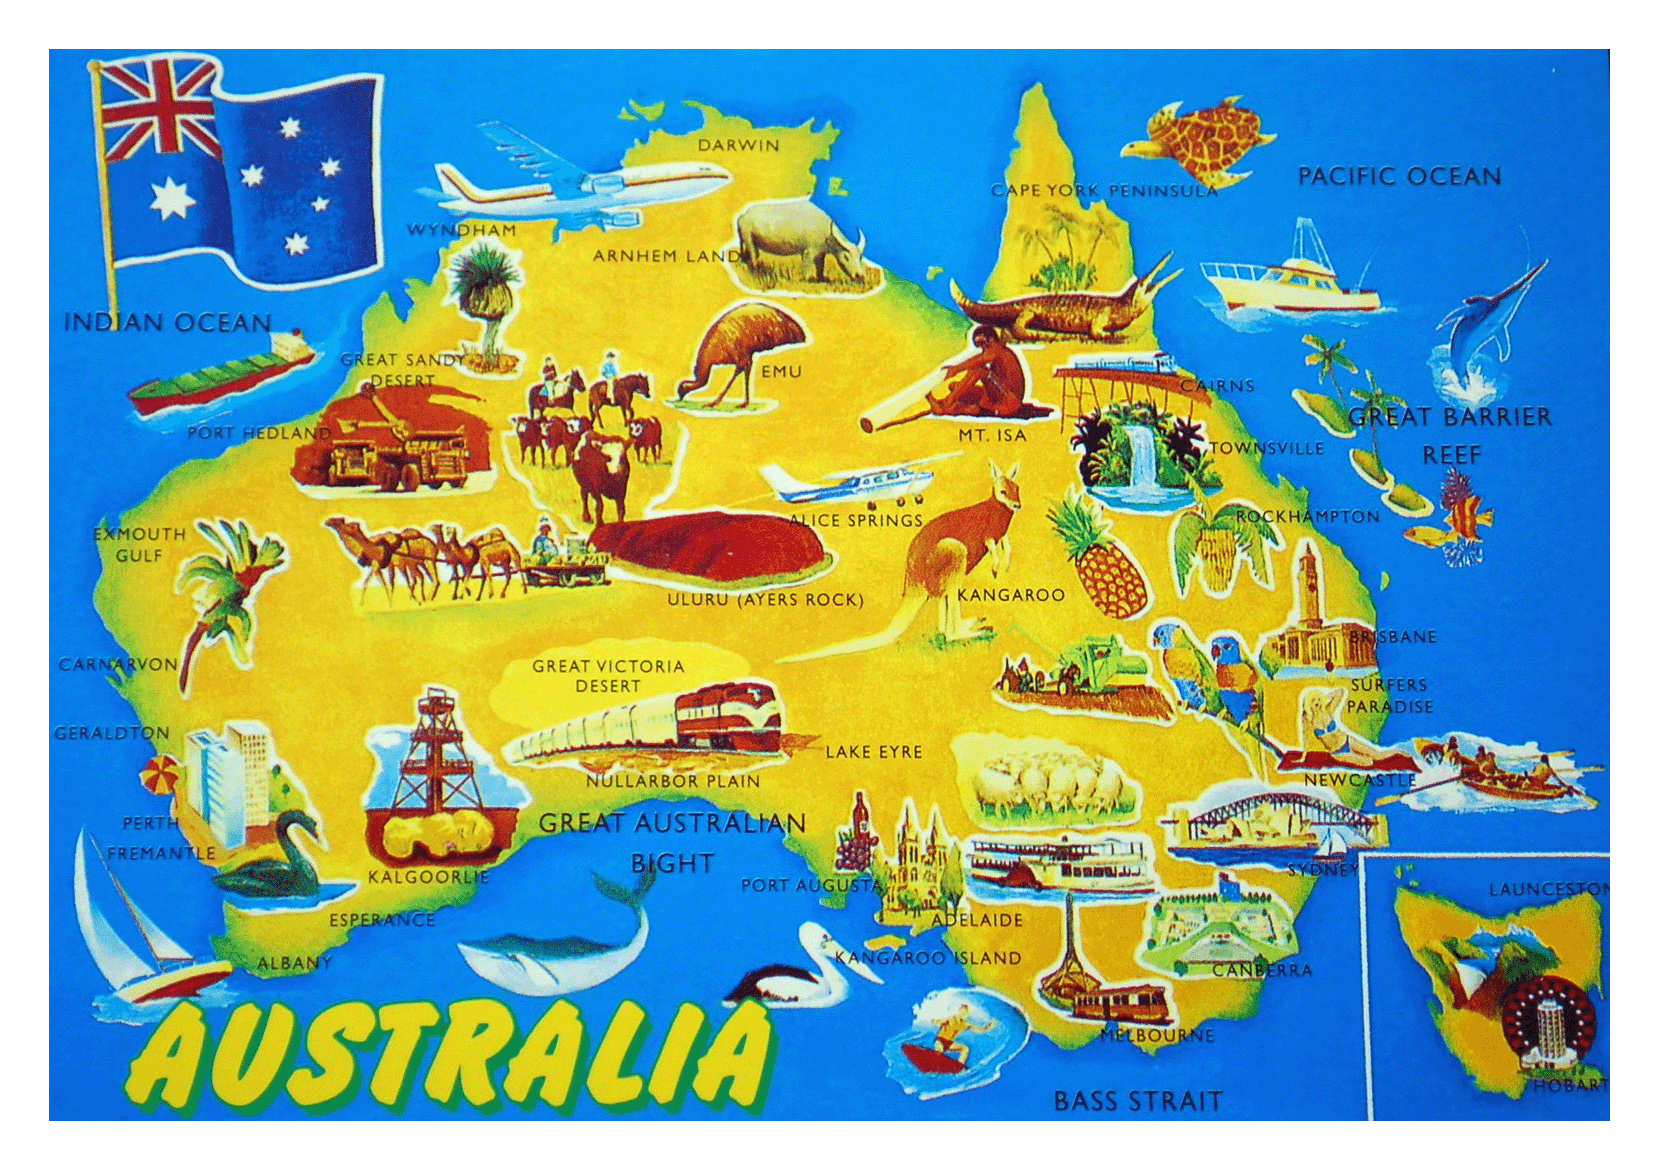 DARWIN
PACIFIC OCEAN
CAPE YORK PENINSULA
WYNDHAM
ARNHEM LAND
INDIAN OCEAN
GREAT SANDY
DESERT
EMU
CAIRNS
GREAT BARRIER
REEF
PORT HEDLAND
MT. ISA
TOWNSVILLE
ALICE SPRINGS
ROCKHAMPTON
EXMOUTH
GULF
ULURU (AYERS ROCK)
KANGAROO
BRISBANE
CARNARVON
GREAT VICTORIA
DESERT
SURFERS
PARADISE
GERALDTON
LAKE EYRE
NULLARBOR PLAIN
NEWCASTLE
PERTH
GREAT AUSTRALIAN
BIGHT
FREMANTLE
KALGOORLIE
PORT AUGUSTA
SYDNEY
LAUNCESTON
ESPERANCE
ADELAIDE
ALBANY
KANGAROO ISLAND
CANBERRA
MELBOURNE
HOBART
BASS STRAIT
AUSTRALIA